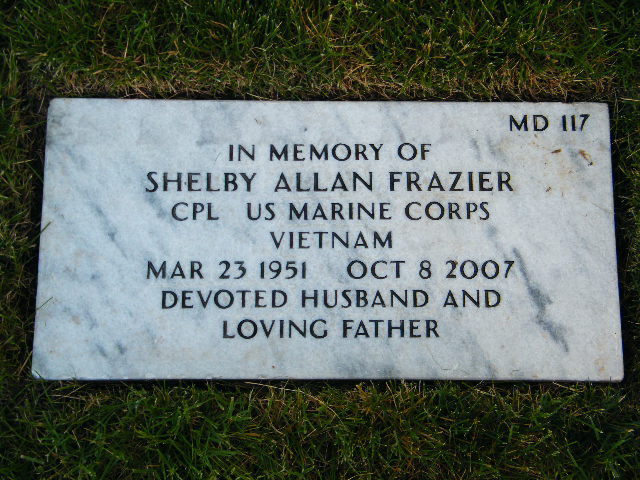 MD 117
IN MEMORY OF
SHELBY ALLAN FRAZIER
CPL US MARINE CORPS
VIETNAM
MAR 23 1951 OCT 8 2007
DEVOTED HUSBAND AND
LOVING FATHER